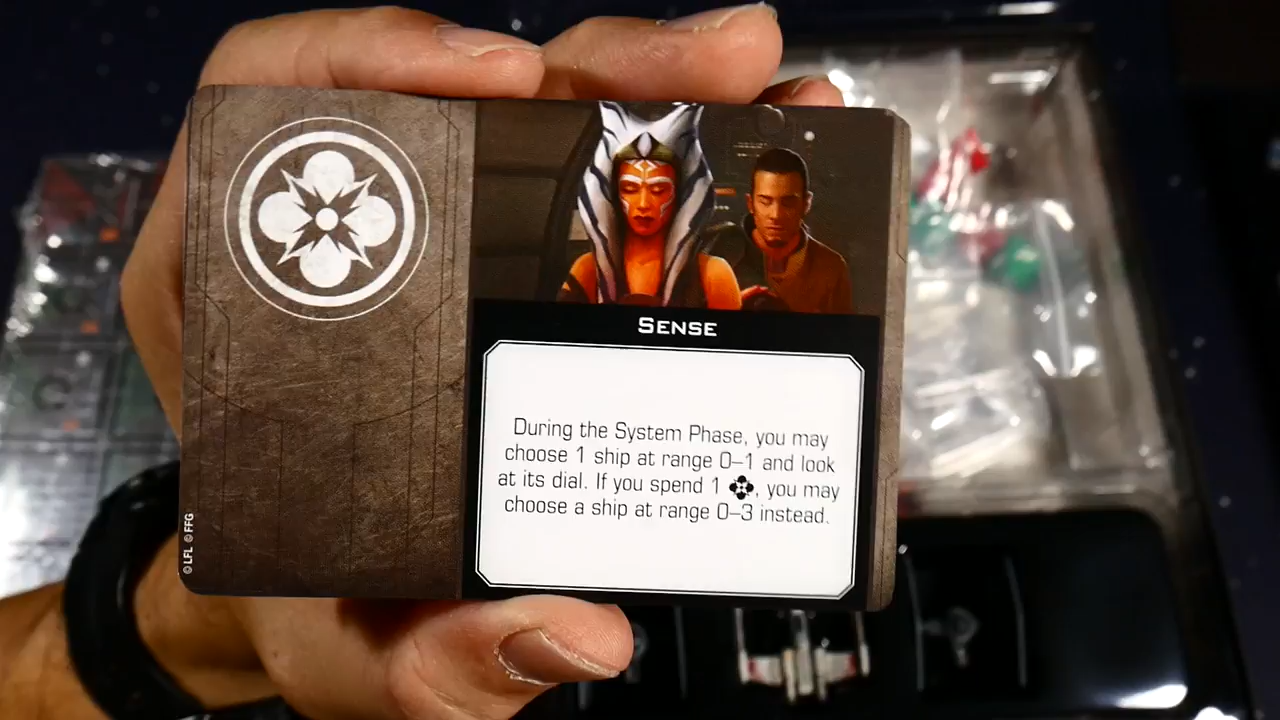 SENSE
During the System Phase, you may
choose 1 ship at range 0–1 and look
at its dial. If you spend 1 , you may
choose a ship at range 0–3 instead.
© LFL © FFG